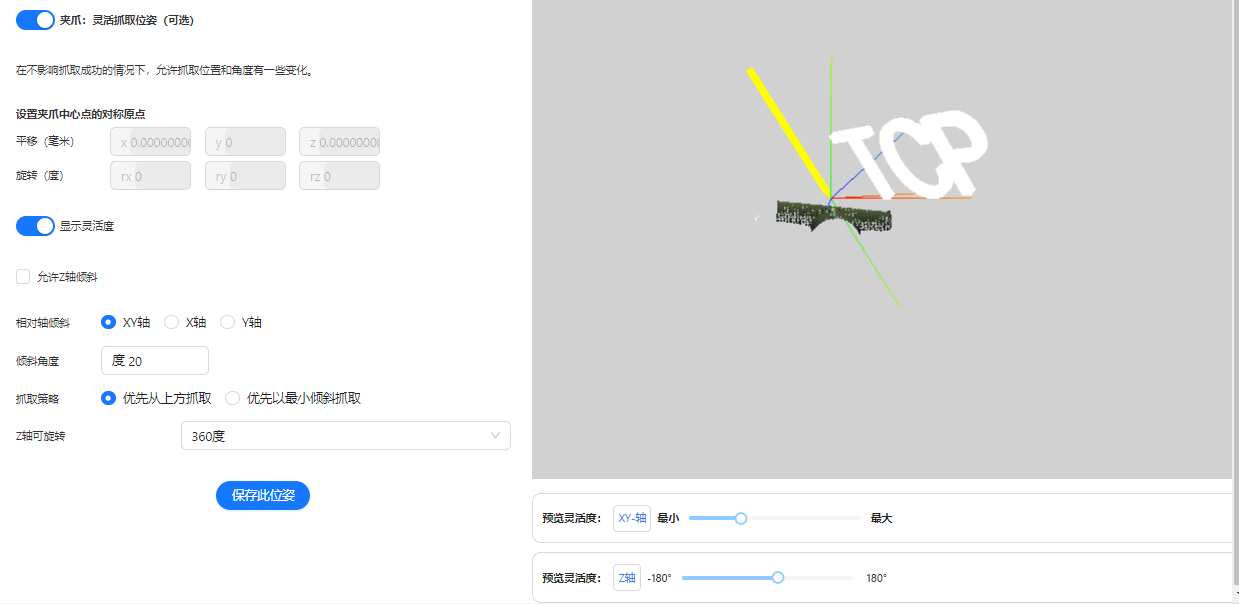 夹爪：灵活抓取位姿（可选）
在不影响抓取成功的情况下，允许抓取位置和角度有一些变化。
设置夹爪中心点的对称原点
平移（毫米） x 0.00000000 y 0 z 0.00000000
旋转（度） rx 0 ry 0 rz 0
显示灵活度
允许Z轴倾斜
相对轴倾斜 XY轴 X轴 Y轴
倾斜角度 度 20
抓取策略 优先从上方抓取 优先以最小倾斜抓取
Z轴可旋转 360度
保存此位姿
TCP
预览灵活度： XY-轴 最小 最大
预览灵活度： Z轴 -180° 180°